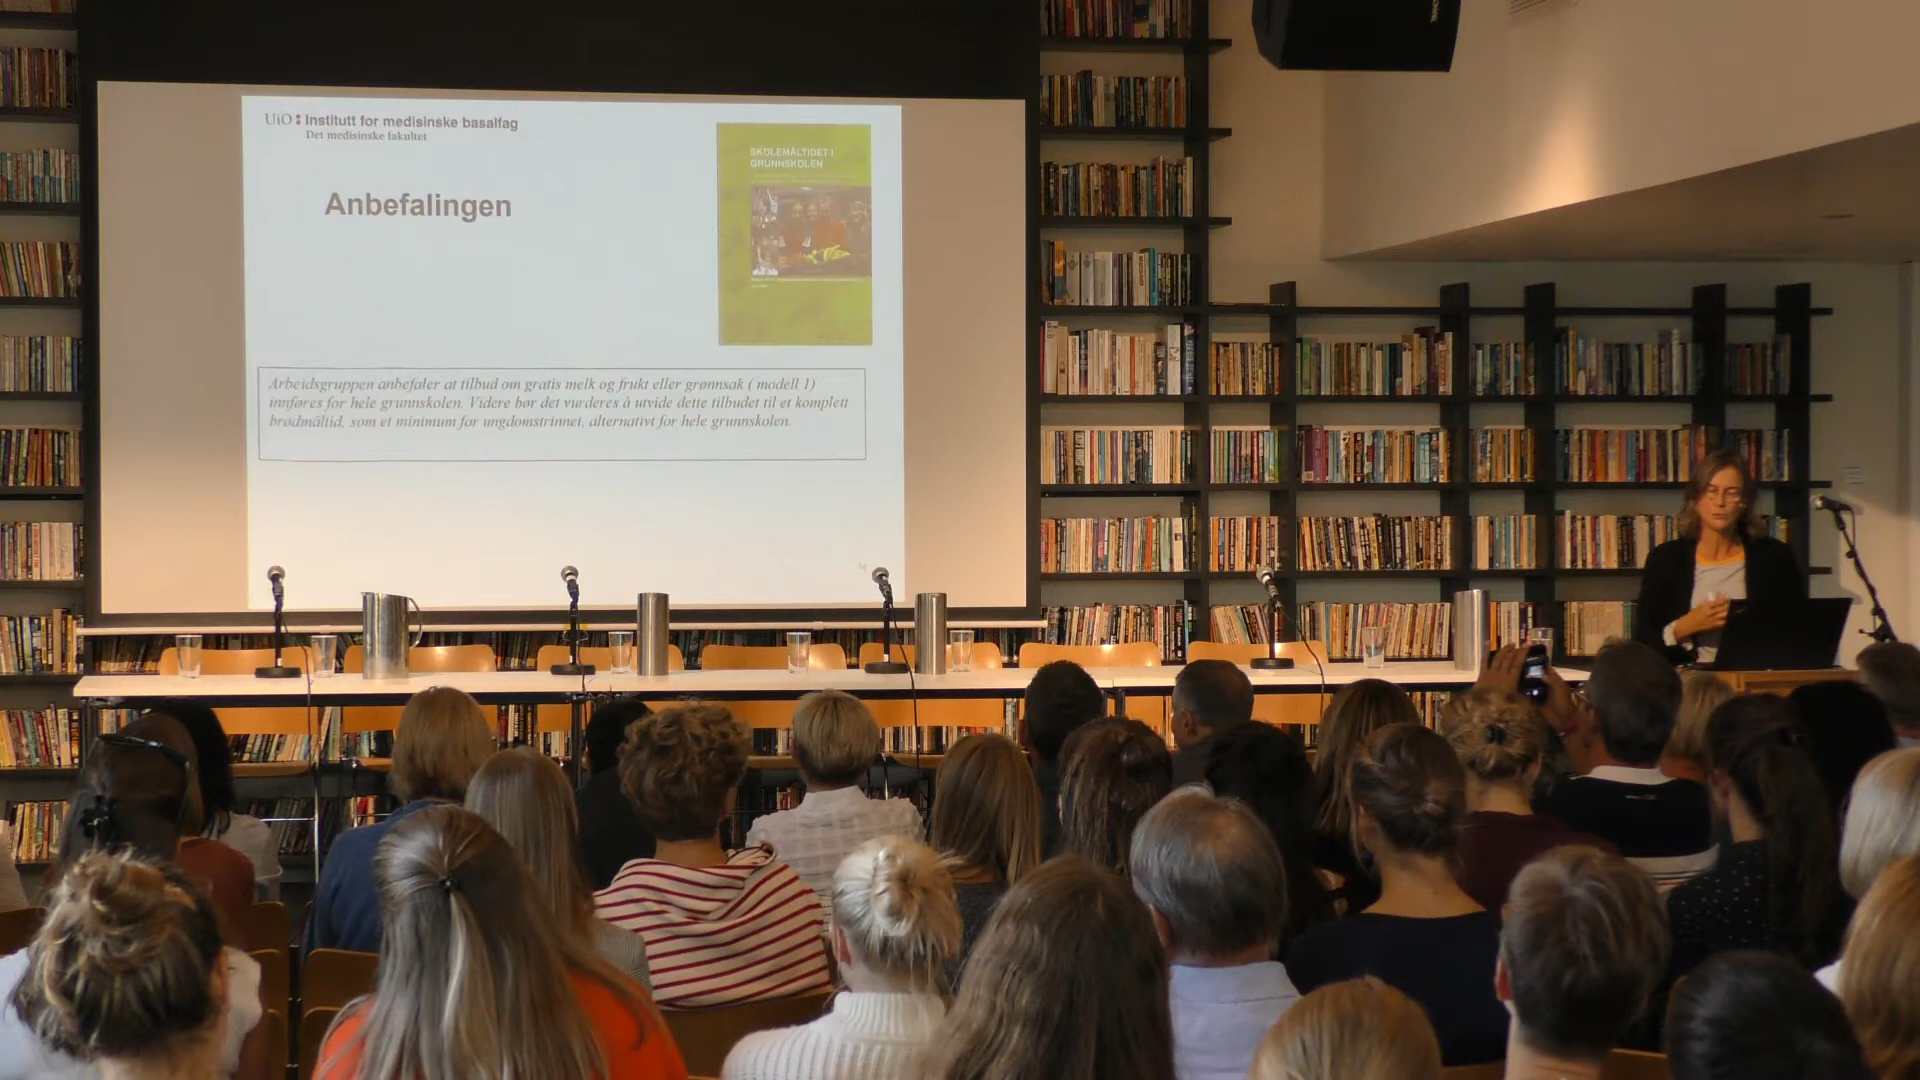 UiO : Institutt for medisinske basalfag
Det medisinske fakultet
Anbefalingen
SKOLEMÅLTIDET I
GRUNNSKOLEN
Arbeidsgruppen anbefaler at tilbud om gratis melk og frukt eller grønnsak ( modell 1)
innføres for hele grunnskolen. Videre bør det vurderes å utvide dette tilbudet til et komplett
brødmåltid, som et minimum for ungdomstrinnet, alternativt for hele grunnskolen.